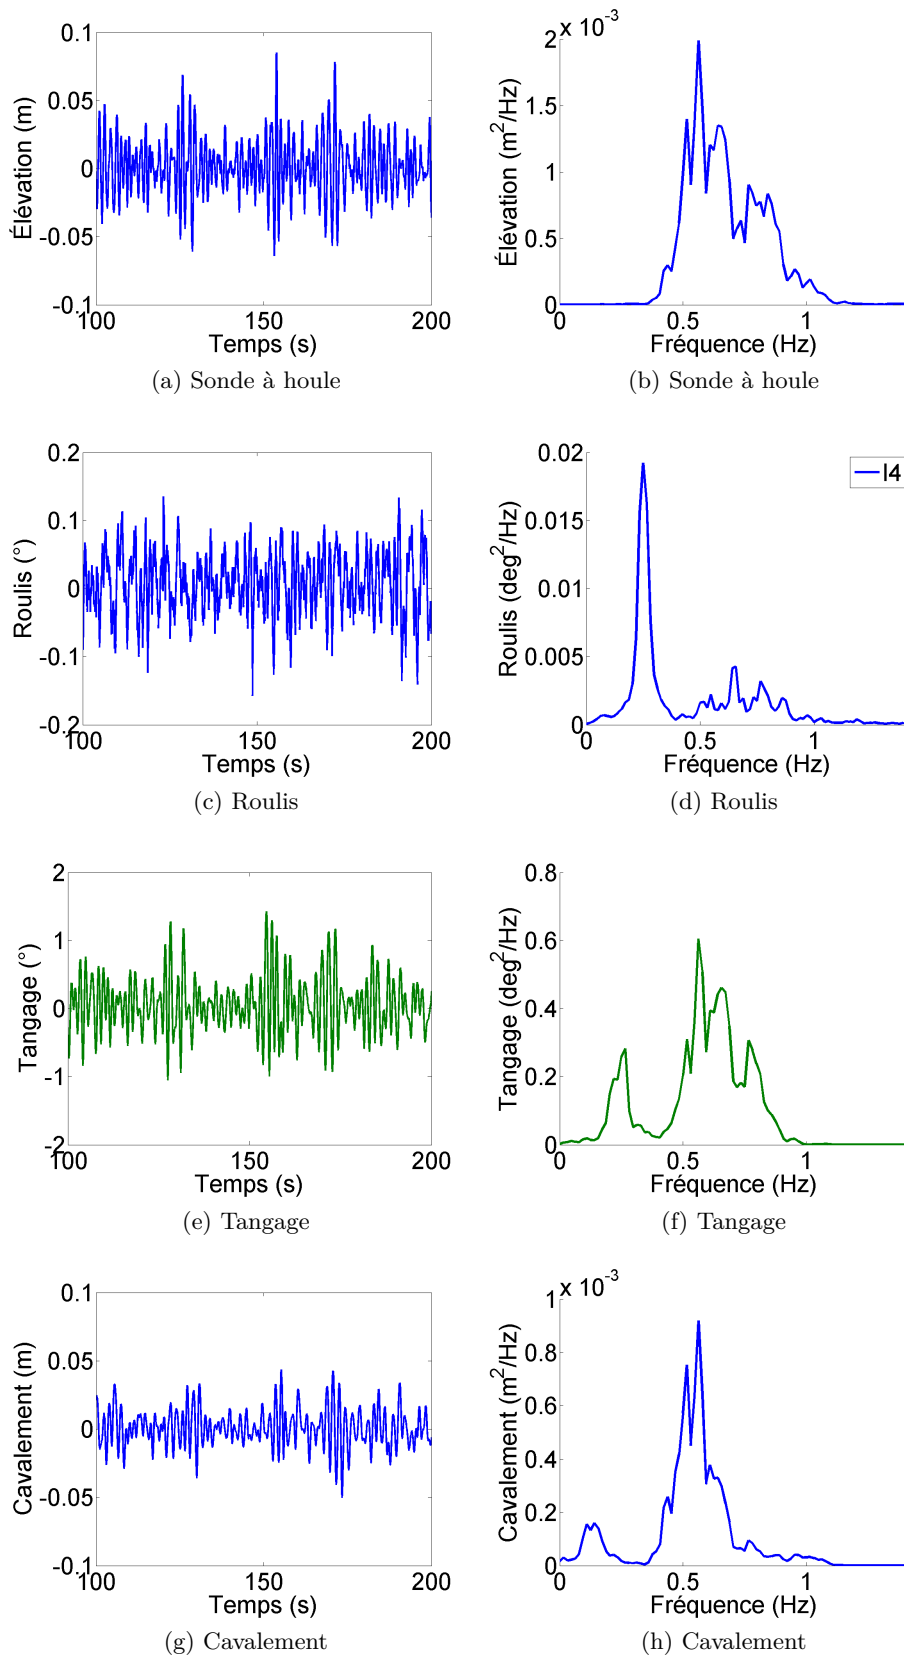 0.1
0.05
0
-0.05
-0.1
100
150
200
Élévation (m)
Temps (s)
(a) Sonde à houle
x 10-3
2
1.5
1
0.5
0
0
0.5
1
Élévation (m2/Hz)
Fréquence (Hz)
(b) Sonde à houle
0.2
0.1
0
-0.1
-0.2
100
150
200
Roulis (°)
Temps (s)
(c) Roulis
0.02
0.015
0.01
0.005
0
0
0.5
1
I4
Roulis (deg2/Hz)
Fréquence (Hz)
(d) Roulis
2
1
0
-1
-2
100
150
200
Tangage (°)
Temps (s)
(e) Tangage
0.8
0.6
0.4
0.2
0
0
0.5
1
Tangage (deg2/Hz)
Fréquence (Hz)
(f) Tangage
0.1
0.05
0
-0.05
-0.1
100
150
200
Cavalement (m)
Temps (s)
(g) Cavalement
x 10-3
1
0.8
0.6
0.4
0.2
0
0
0.5
1
Cavalement (m2/Hz)
Fréquence (Hz)
(h) Cavalement